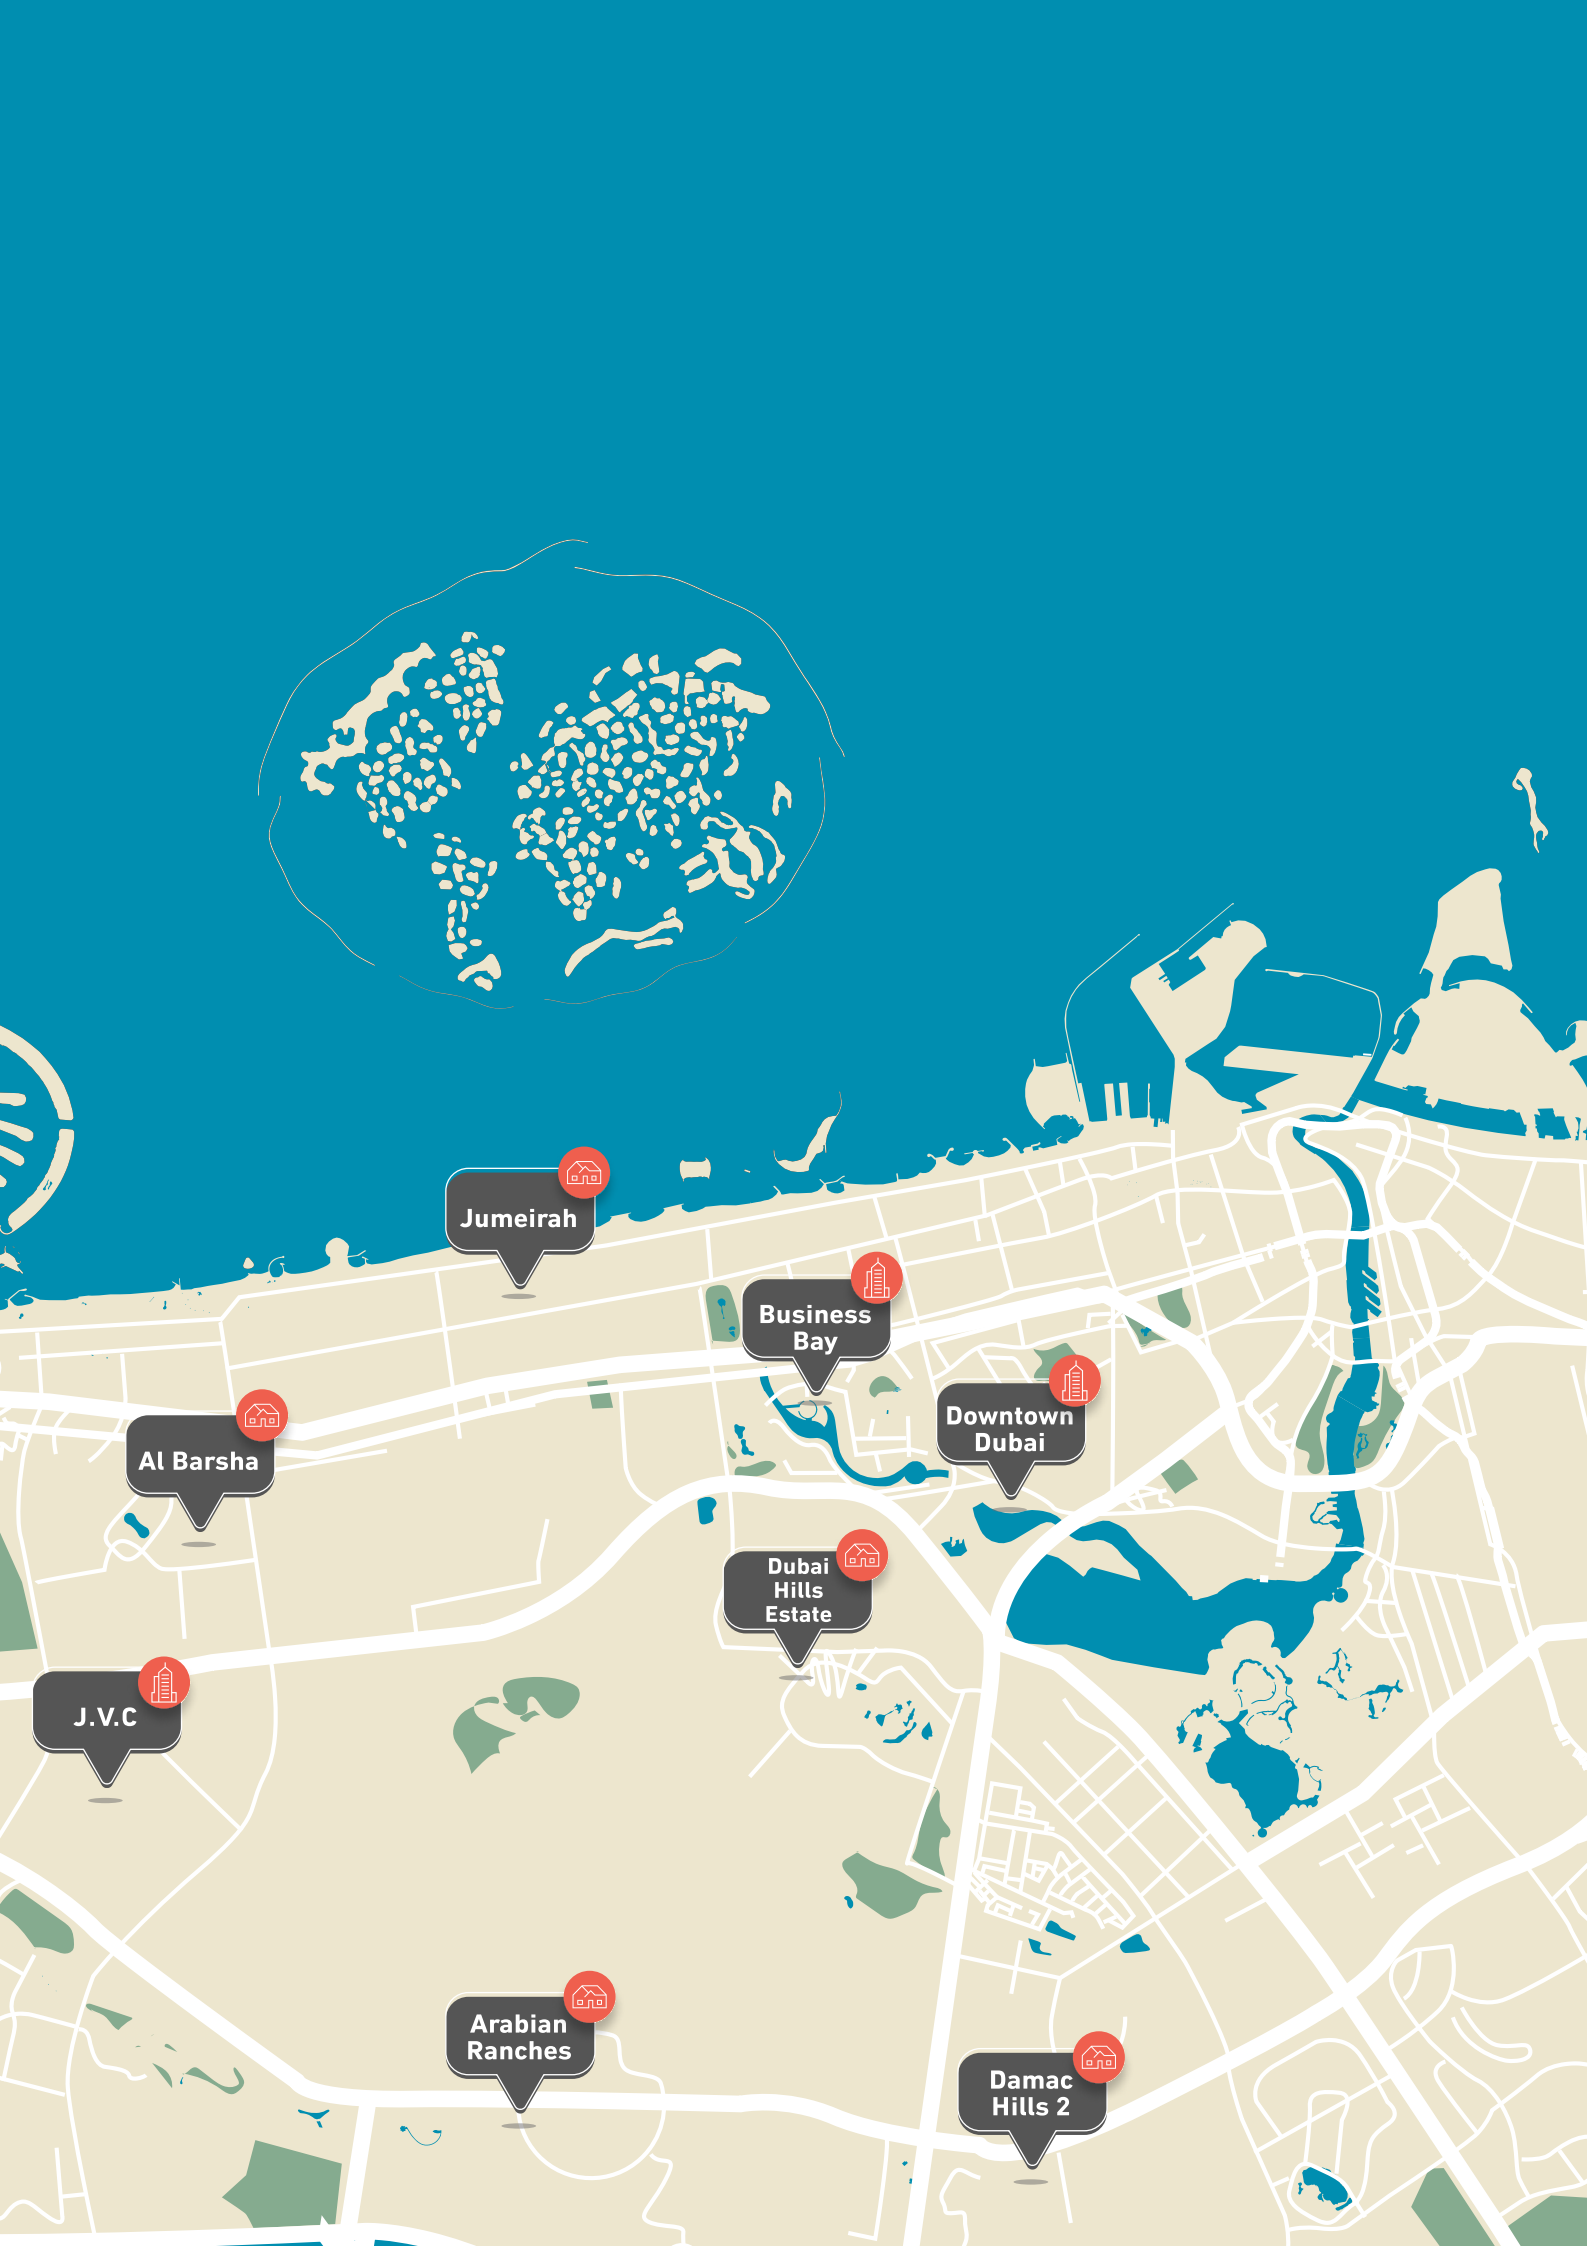 Jumeirah
Business
Bay
Downtown
Dubai
Al Barsha
Dubai
Hills
Estate
J.V.C
Arabian
Ranches
Damac
Hills 2